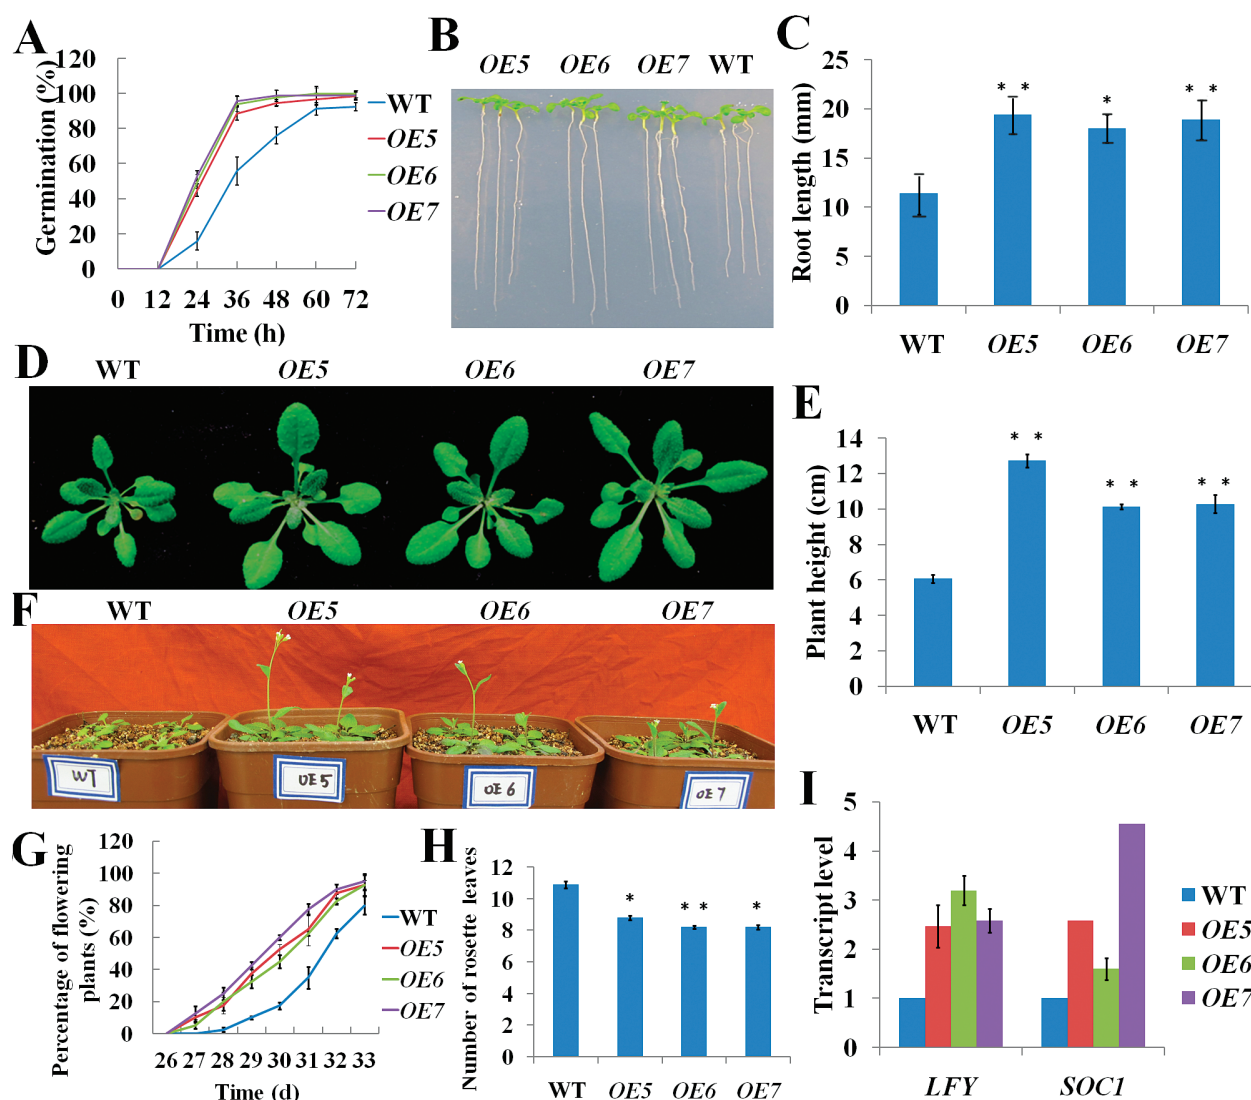 A
Germination (%)
120
100
80
60
40
20
0
0 12 24 36 48 60 72
Time (h)
WT
OE5
OE6
OE7
B
OE5 OE6 OE7 WT
C
Root length (mm)
25
20
15
10
5
0
* * * * *
WT OE5 OE6 OE7
D
WT OE5 OE6 OE7
E
Plant height (cm)
14
12
10
8
6
4
2
0
* * * * * *
WT OE5 OE6 OE7
F
WT OE5 OE6 OE7
WT OE5 OE6 OE7
G
Percentage of flowering
plants (%)
120
100
80
60
40
20
0
26 27 28 29 30 31 32 33
Time (d)
WT
OE5
OE6
OE7
H
Number of rosette leaves
12
10
8
6
4
2
0
* * * *
WT OE5 OE6 OE7
I
Transcript level
5
4
3
2
1
0
LFY SOC1
WT
OE5
OE6
OE7